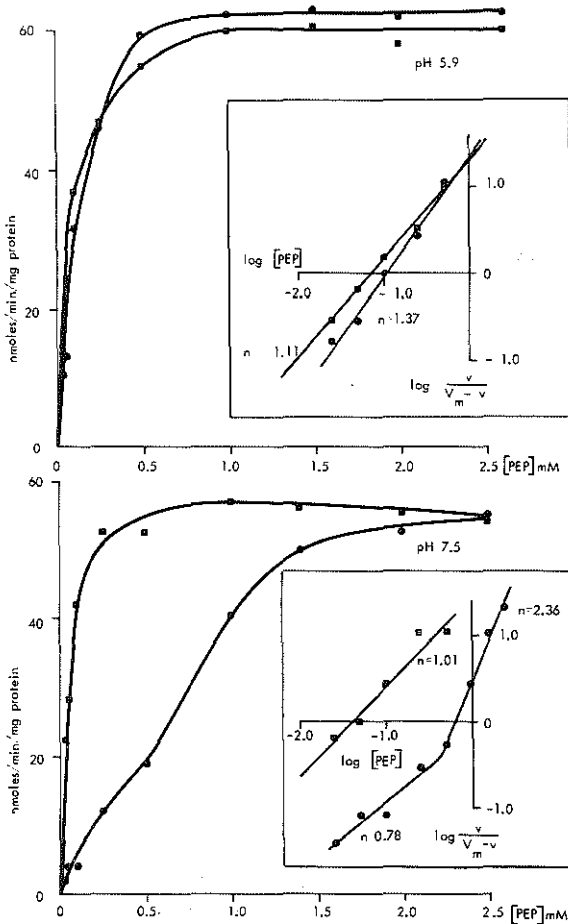 60
pH 5.9
40
1.0
log [PEP]
0
-2.0
-1.0
n=1.37
20
n 1.11
-1.0
log v
V m - v
nmoles/min/mg protein
0
0 0.5 1.0 1.5 2.0 2.5 [PEP] mM
60
pH 7.5
n=2.36
40
1.0
n=1.01
-2.0 -1.0 0
log [PEP]
20
-1.0
n 0.78
log v
V m -v
nmoles/min./mg protein
0
0 0.5 1.0 1.5 2.0 2.5 [PEP] mM